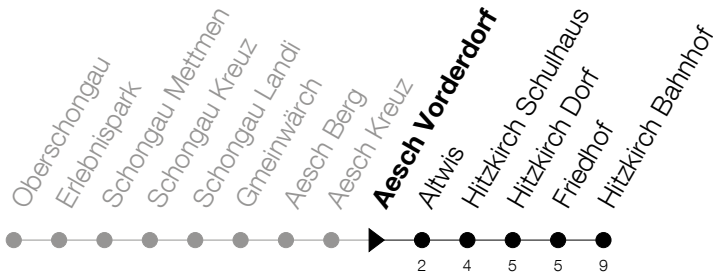 Oberschongau
Erlebnispark
Schongau Mettmen
Schongau Kreuz
Schongau Landi
Gmeinwärch
Aesch Berg
Aesch Kreuz
Aesch Vorderdorf
Altwis
Hitzkirch Schulhaus
Hitzkirch Dorf
Friedhof
Hitzkirch Bahnhof
2 4 5 5 9